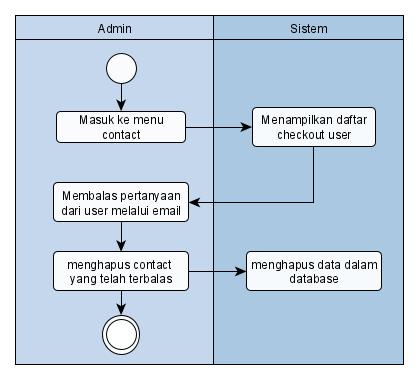 Admin
Sistem
Masuk ke menu
contact
Menampilkan daftar
checkout user
Membalas pertanyaan
dari user melalui email
menghapus contact
yang telah terbalas
menghapus data dalam
database